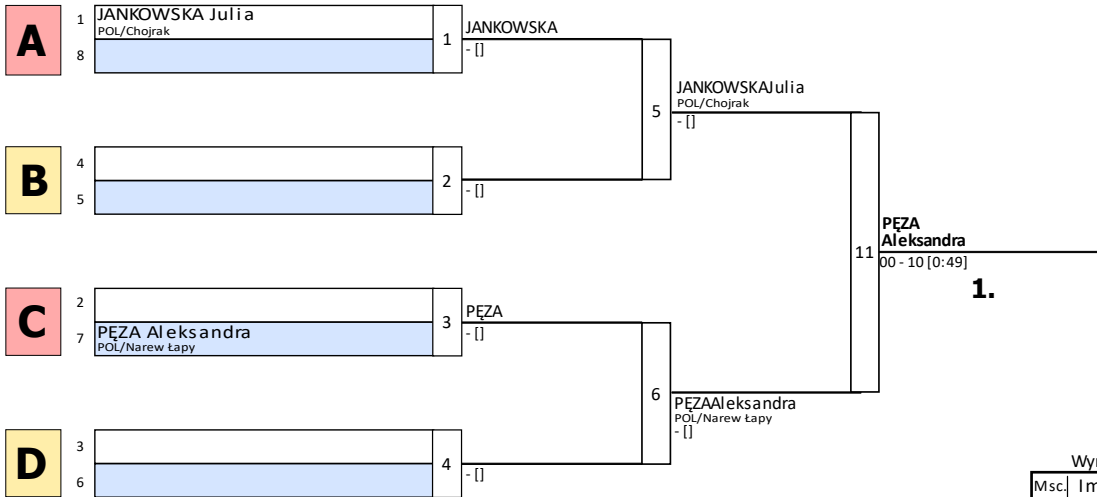 A
1 JANKOWSKA Julia
POL/Chojrak
8
1
JANKOWSKA
- []
5
JANKOWSKAJulia
POL/Chojrak
- []
B
4
5
2
- []
11
PĘZA
Aleksandra
00 - 10 [0:49]
1.
C
2
7 PĘZA Aleksandra
POL/Narew Łapy
3
PĘZA
- []
6
PĘZAAleksandra
POL/Narew Łapy
- []
D
3
6
4
- []
Msc.